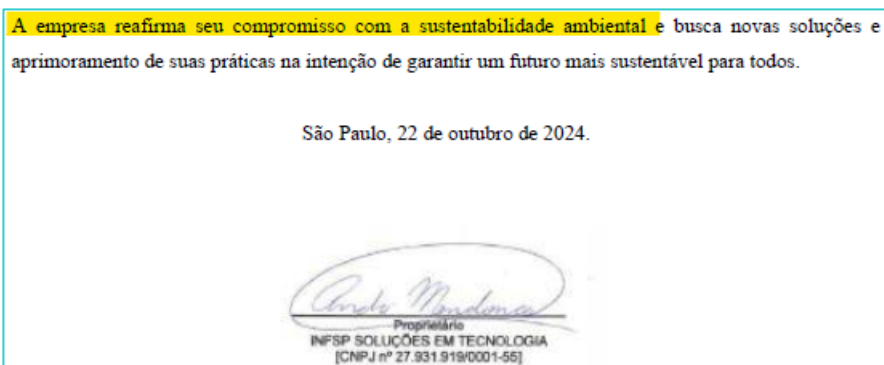 A empresa reafirma seu compromisso com a sustentabilidade ambiental e busca novas soluções e
aprimoramento de suas práticas na intenção de garantir um futuro mais sustentável para todos.
São Paulo, 22 de outubro de 2024.
Mendonca
Proprietário
INFSP SOLUÇÕES EM TECNOLOGIA
[CNPJ nº 27.931.919/0001-55]